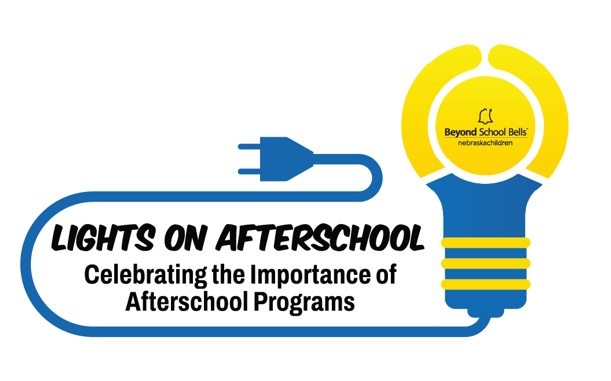 Beyond School Bells
nebraskachildren
LIGHTS ON AFTERSCHOOL
Celebrating the Importance of
Afterschool Programs